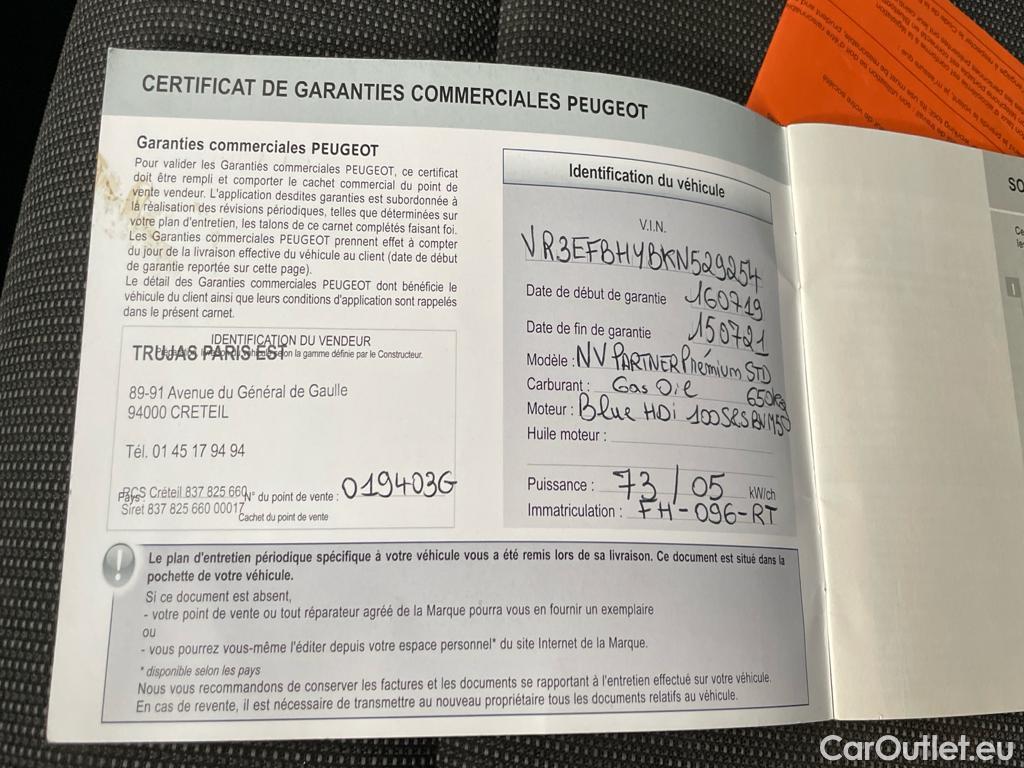 CERTIFICAT DE GARANTIES COMMERCIALES PEUGEOT
Garanties commerciales PEUGEOT
Pour valider les Garanties commerciales PEUGEOT, ce certificat
doit être rempli et comporter le cachet commercial du point de
vente vendeur. L'application desdites garanties est subordonnée à
la réalisation des révisions périodiques, telles que déterminées sur
votre plan d'entretien, les talons de ce carnet complétés faisant foi.
Les Garanties commerciales PEUGEOT prennent effet à compter
du jour de la livraison effective du véhicule au client (date de début
de garantie reportée sur cette page).
Le détail des Garanties commerciales PEUGEOT dont bénéficie le
véhicule du client ainsi que leurs conditions d'application sont rappelés
dans le présent carnet.
IDENTIFICATION DU VENDEUR
TRUJAS PARIS EST
selon la gamme définie par le Constructeur.
89-91 Avenue du Général de Gaulle
94000 CRETEIL
Tél. 01 45 17 94 94
RCS Créteil 837 825 660
Pays :
N° du point de vente : 019403G
Siret 837 825 660 00017
Cachet du point de vente
Identification du véhicule
V.I.N.
VR3EFBHYBKN529254
Date de début de garantie 160719
Date de fin de garantie 150721
Modèle : NV PARTNER Prémium STD
650kg
Carburant : Gas Oil
Moteur : Blue HDi 100 S&S BVM5
Huile moteur :
Puissance : 73 / 05 kW/ch
Immatriculation : FH-096-RT
! Le plan d'entretien périodique spécifique à votre véhicule vous a été remis lors de sa livraison. Ce document est situé dans la
pochette de votre véhicule.
Si ce document est absent,
- votre point de vente ou tout réparateur agréé de la Marque pourra vous en fournir un exemplaire
ou
- vous pourrez vous-même l'éditer depuis votre espace personnel* du site Internet de la Marque.
* disponible selon les pays
Nous vous recommandons de conserver les factures et les documents se rapportant à l'entretien effectué sur votre véhicule.
En cas de revente, il est nécessaire de transmettre au nouveau propriétaire tous les documents relatifs au véhicule.
SO
Ce
CarOutlet.eu